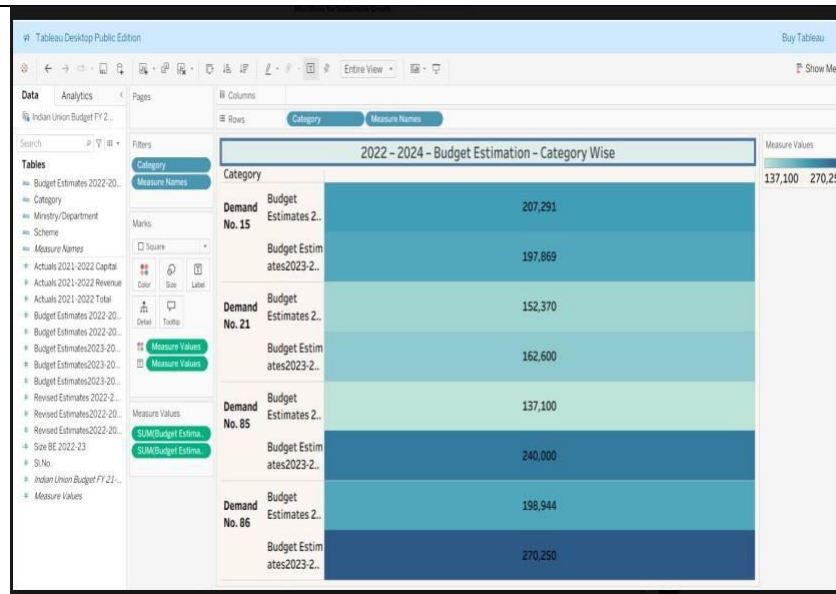 Tableau Desktop Public Edition
Buy Tableau
Entire View
Show Me
Data Analytics
Pages
Columns
Indian Union Budget FY 2...
Rows Category Measure Names
Search
Filters
Category
Measure Names
Tables
Budget Estimates 2022-20...
Category
Ministry/Department
Scheme
Measure Names
Actuals 2021-2022 Capital
Actuals 2021-2022 Revenue
Actuals 2021-2022 Total
Budget Estimates 2022-20...
Budget Estimates 2022-20...
Budget Estimates2023-20...
Budget Estimates2023-20...
Budget Estimates2023-20...
Revised Estimates 2022-2...
Revised Estimates2022-20...
Revised Estimates2022-20...
Size BE 2022-23
Sl.No.
Indian Union Budget FY 21-...
Measure Values
Marks
Square
Color Size Label
Detail Tooltip
Measure Values
Measure Values
Measure Values
SUM(Budget Estima..
SUM(Budget Estima..
2022 – 2024 – Budget Estimation – Category Wise
Category
Demand No. 15
Budget Estimates 2..
207,291
Budget Estim
ates2023-2..
197,869
Demand No. 21
Budget Estimates 2..
152,370
Budget Estim
ates2023-2..
162,600
Demand No. 85
Budget Estimates 2..
137,100
Budget Estim
ates2023-2..
240,000
Demand No. 86
Budget Estimates 2..
198,944
Budget Estim
ates2023-2..
270,250
Measure Values
137,100 270,25